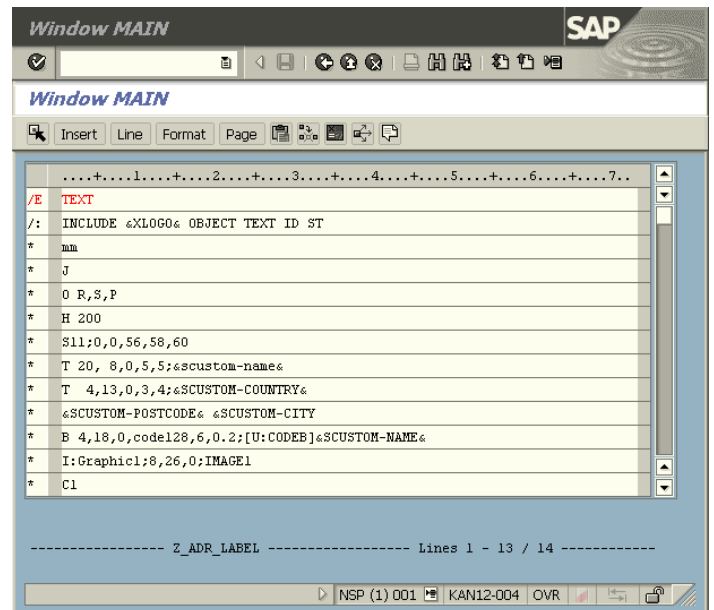 Window MAIN
SAP
Window MAIN
Insert Line Format Page
....+....1....+....2....+....3....+....4....+....5....+....6....+....7..
/E TEXT
/: INCLUDE &XLOGO& OBJECT TEXT ID ST
* mm
* J
* O R,S,P
* H 200
* S11;0,0,56,58,60
* T 20, 8,0,5,5;&scustom-name&
* T 4,13,0,3,4;&SCUSTOM-COUNTRY&
* &SCUSTOM-POSTCODE& &SCUSTOM-CITY
* B 4,18,0,code128,6,0.2;[U:CODEB]&SCUSTOM-NAME&
* I:Graphic1;8,26,0;IMAGE1
* C1
----------------- Z_ADR_LABEL ------------------ Lines 1 - 13 / 14 ------------
NSP (1) 001 KAN12-004 OVR